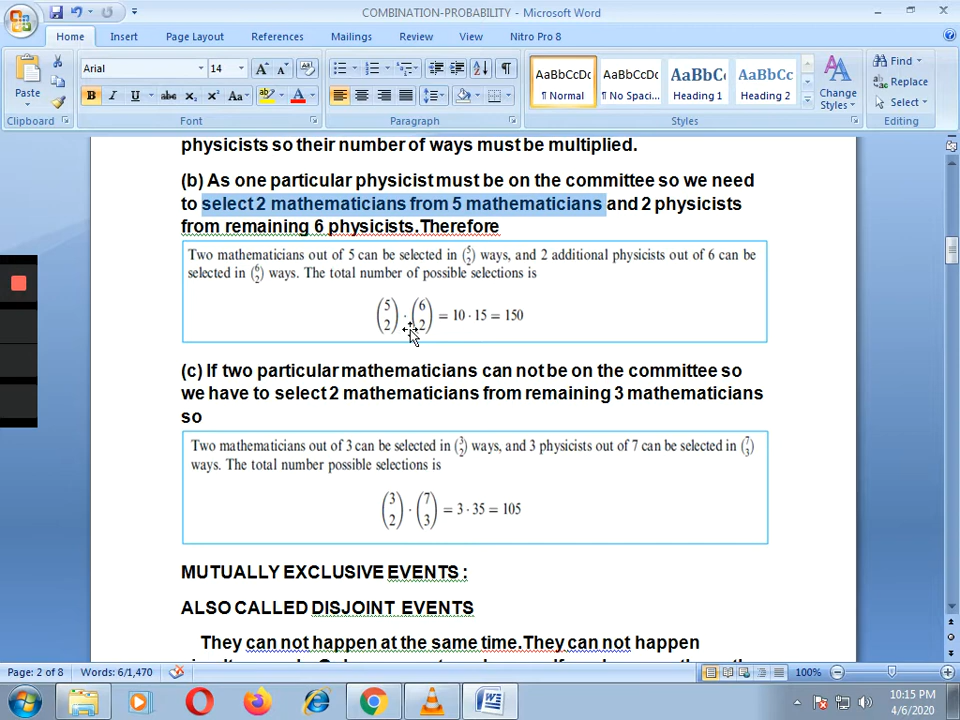 COMBINATION-PROBABILITY - Microsoft Word
Home Insert Page Layout References Mailings Review View Nitro Pro 8
Paste
Arial 14
B I U abc X₂ X² Aa A
AaBbCcDc AaBbCcDc AaBbCc AaBbCc
¶ Normal ¶ No Spaci... Heading 1 Heading 2
Change Styles
Find
Replace
Select
Clipboard Font Paragraph Styles Editing
physicists so their number of ways must be multiplied.
(b) As one particular physicist must be on the committee so we need
to select 2 mathematicians from 5 mathematicians and 2 physicists
from remaining 6 physicists.Therefore
Two mathematicians out of 5 can be selected in (5 2) ways, and 2 additional physicists out of 6 can be
selected in (6 2) ways. The total number of possible selections is
(5 2) · (6 2) = 10 · 15 = 150
(c) If two particular mathematicians can not be on the committee so
we have to select 2 mathematicians from remaining 3 mathematicians
so
Two mathematicians out of 3 can be selected in (3 2) ways, and 3 physicists out of 7 can be selected in (7 3)
ways. The total number possible selections is
(3 2) · (7 3) = 3 · 35 = 105
MUTUALLY EXCLUSIVE EVENTS :
ALSO CALLED DISJOINT EVENTS
They can not happen at the same time.They can not happen
Page: 2 of 8 Words: 6/1,470 100%
10:15 PM
4/6/2020